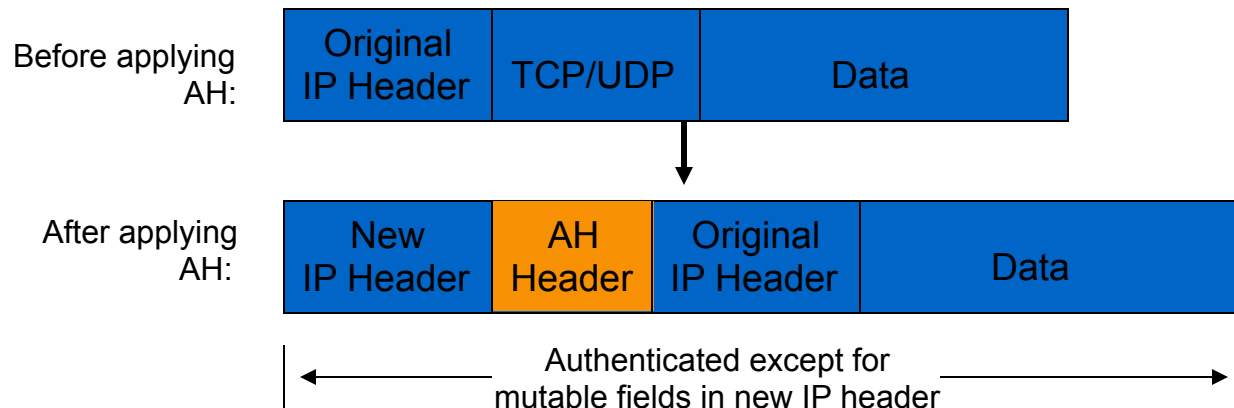 Before applying
AH:
Original
IP Header
TCP/UDP
Data
After applying
AH:
New
IP Header
AH
Header
Original
IP Header
Data
Authenticated except for
mutable fields in new IP header